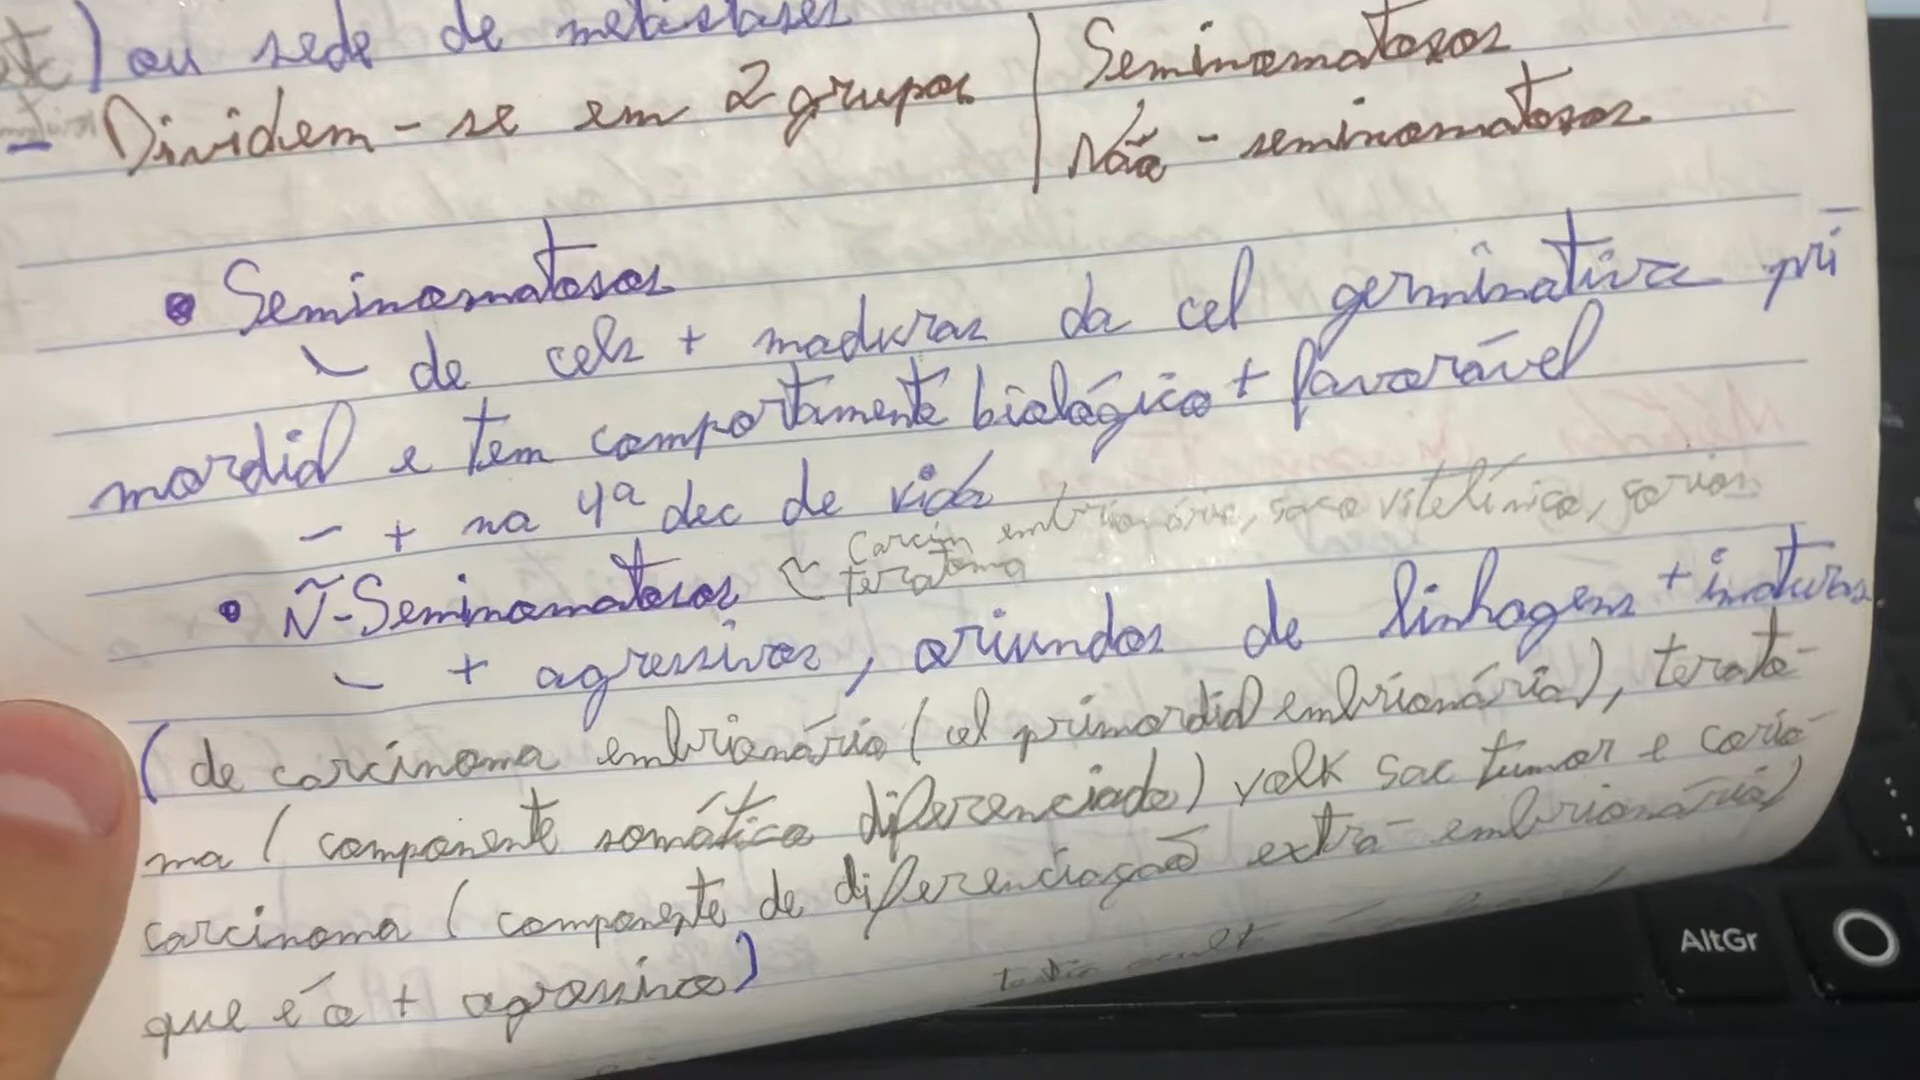 etc) ou sede de metástases
- Dividem-se em 2 grupos | Seminomatosos
Não-seminomatosos
• Seminomatosos
- de cels + maduras da cel germinativa pri-
mordial e tem comportamento biológico + favorável
- + na 4ª dec de vida
• Ñ-Seminomatosos
Carcin embrionário, saco vitelínico, corion
teratoma
- + agressivos, oriundos de linhagens + imaturas
(de carcinoma embrionário (cel primordial embrionária), terato-
ma (componente somático diferenciado) yolk sac tumor e corio-
carcinoma (componente de diferenciação extra-embrionária)
que é o + agressivo)
AltGr